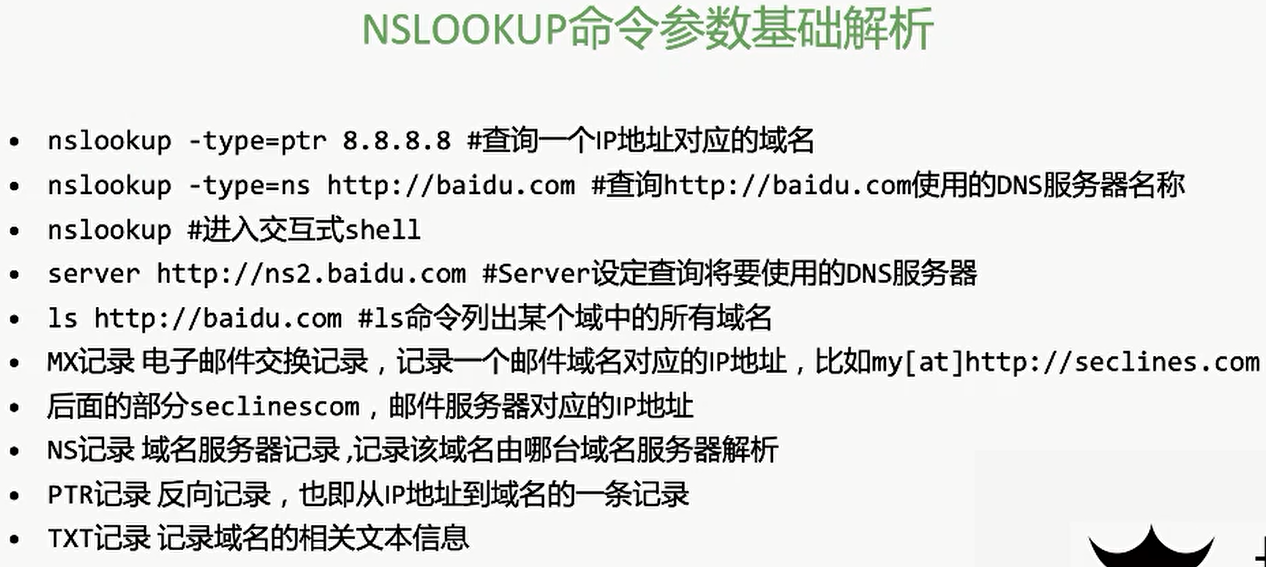 NSLOOKUP命令参数基础解析
• nslookup -type=ptr 8.8.8.8 #查询一个IP地址对应的域名
• nslookup -type=ns http://baidu.com #查询http://baidu.com使用的DNS服务器名称
• nslookup #进入交互式shell
• server http://ns2.baidu.com #Server设定查询将要使用的DNS服务器
• ls http://baidu.com #ls命令列出某个域中的所有域名
• MX记录 电子邮件交换记录，记录一个邮件域名对应的IP地址，比如my[at]http://seclines.com
• 后面的部分seclinescom，邮件服务器对应的IP地址
• NS记录 域名服务器记录 ,记录该域名由哪台域名服务器解析
• PTR记录 反向记录，也即从IP地址到域名的一条记录
• TXT记录 记录域名的相关文本信息